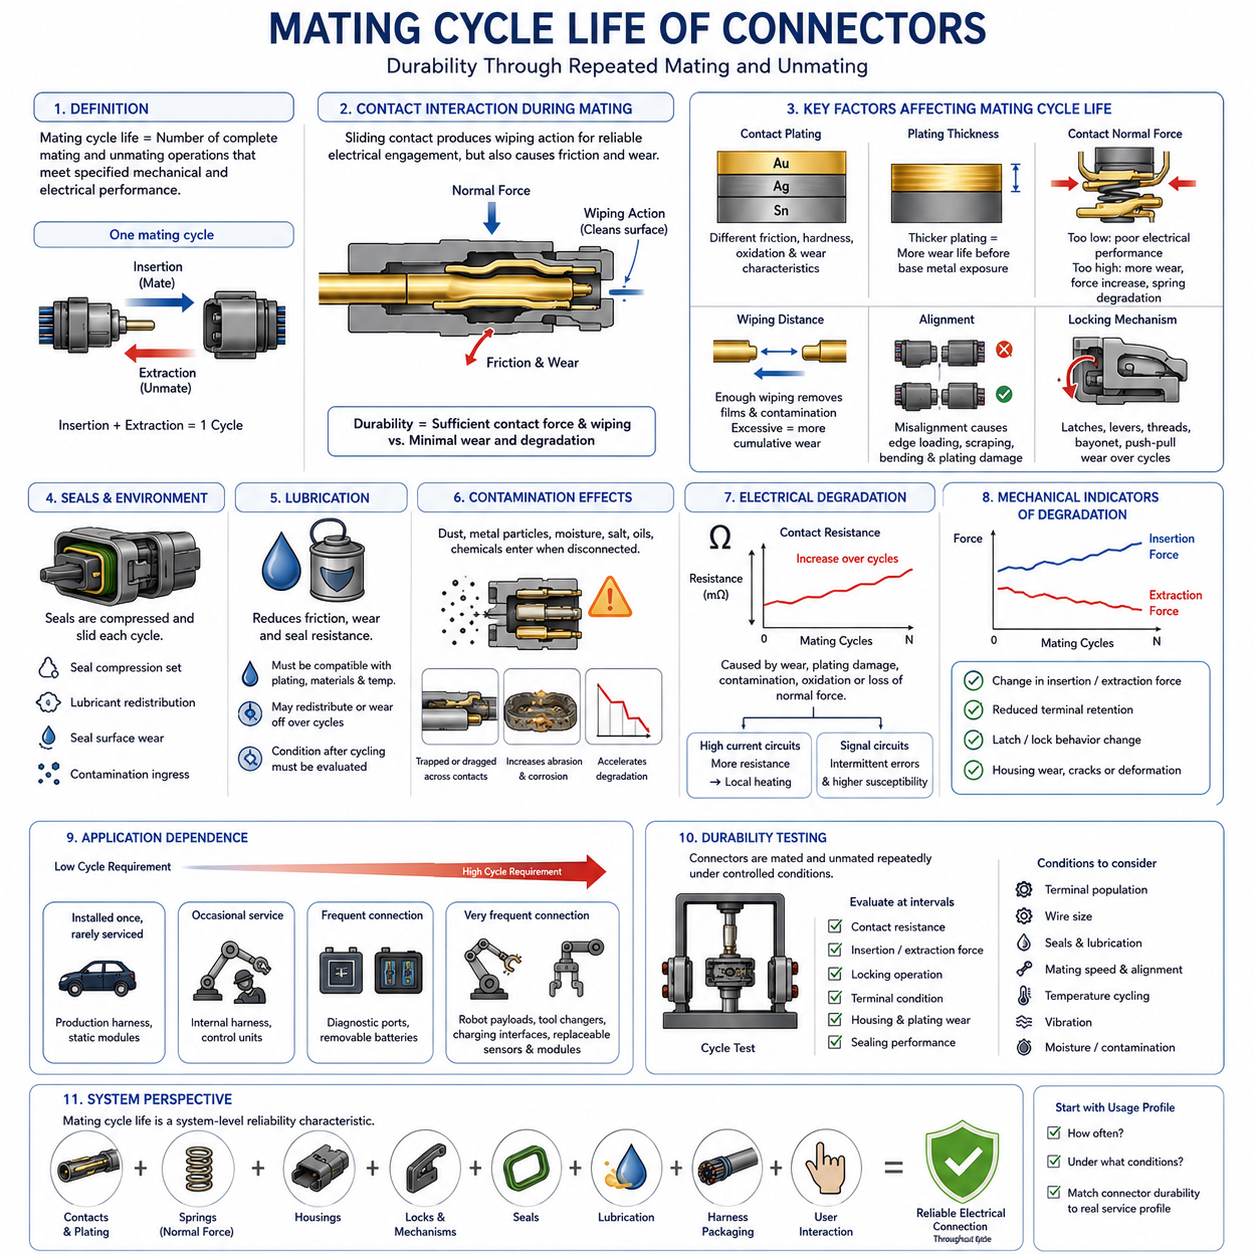 MATING CYCLE LIFE OF CONNECTORS
Durability Through Repeated Mating and Unmating
1. DEFINITION
Mating cycle life = Number of complete
mating and unmating operations that
meet specified mechanical and
electrical performance.
One mating cycle
Insertion
(Mate)
Extraction
(Unmate)
Insertion + Extraction = 1 Cycle
2. CONTACT INTERACTION DURING MATING
Sliding contact produces wiping action for reliable
electrical engagement, but also causes friction and wear.
Normal Force
Wiping Action
(Cleans surface)
Friction & Wear
Durability = Sufficient contact force & wiping
vs. Minimal wear and degradation
3. KEY FACTORS AFFECTING MATING CYCLE LIFE
Contact Plating
Au
Ag
Sn
Different friction, hardness,
oxidation & wear
characteristics
Plating Thickness
Thicker plating =
More wear life before
base metal exposure
Contact Normal Force
Too low: poor electrical
performance
Too high: more wear,
force increase, spring
degradation
Wiping Distance
Enough wiping removes
films & contamination
Excessive = more
cumulative wear
Alignment
Misalignment causes
edge loading, scraping,
bending & plating damage
Locking Mechanism
Latches, levers, threads,
bayonet, push-pull
wear over cycles
4. SEALS & ENVIRONMENT
Seals are compressed and
slid each cycle.
Seal compression set
Lubricant redistribution
Seal surface wear
Contamination ingress
5. LUBRICATION
Reduces friction, wear
and seal resistance.
Must be compatible with
plating, materials & temp.
May redistribute or wear
off over cycles
Condition after cycling
must be evaluated
6. CONTAMINATION EFFECTS
Dust, metal particles, moisture, salt, oils,
chemicals enter when disconnected.
Trapped or dragged
across contacts
Increases abrasion
& corrosion
Accelerates
degradation
7. ELECTRICAL DEGRADATION
Ω
Contact Resistance
Increase over cycles
Resistance
(mΩ)
0
Mating Cycles
N
Caused by wear, plating damage,
contamination, oxidation or loss of
normal force.
High current circuits
More resistance
→ Local heating
Signal circuits
Intermittent errors
& higher susceptibility
8. MECHANICAL INDICATORS
OF DEGRADATION
Force
Insertion
Force
Extraction
Force
0
Mating Cycles
N
Change in insertion / extraction force
Reduced terminal retention
Latch / lock behavior change
Housing wear, cracks or deformation
9. APPLICATION DEPENDENCE
Low Cycle Requirement
High Cycle Requirement
Installed once,
rarely serviced
Production harness,
static modules
Occasional service
Internal harness,
control units
Frequent connection
Diagnostic ports,
removable batteries
Very frequent connection
Robot payloads, tool changers,
charging interfaces, replaceable
sensors & modules
10. DURABILITY TESTING
Connectors are mated and unmated repeatedly
under controlled conditions.
Cycle Test
Evaluate at intervals
Contact resistance
Insertion / extraction force
Locking operation
Terminal condition
Housing & plating wear
Sealing performance
Conditions to consider
Terminal population
Wire size
Seals & lubrication
Mating speed & alignment
Temperature cycling
Vibration
Moisture / contamination
11. SYSTEM PERSPECTIVE
Mating cycle life is a system-level reliability characteristic.
+ + + + + + + =
Contacts
& Plating
Springs
(Normal Force)
Housings
Locks &
Mechanisms
Seals
Lubrication
Harness
Packaging
User
Interaction
Reliable Electrical
Connection
Start with Usage Profile
How often?
Under what conditions?
Match connector durability
to real service profile